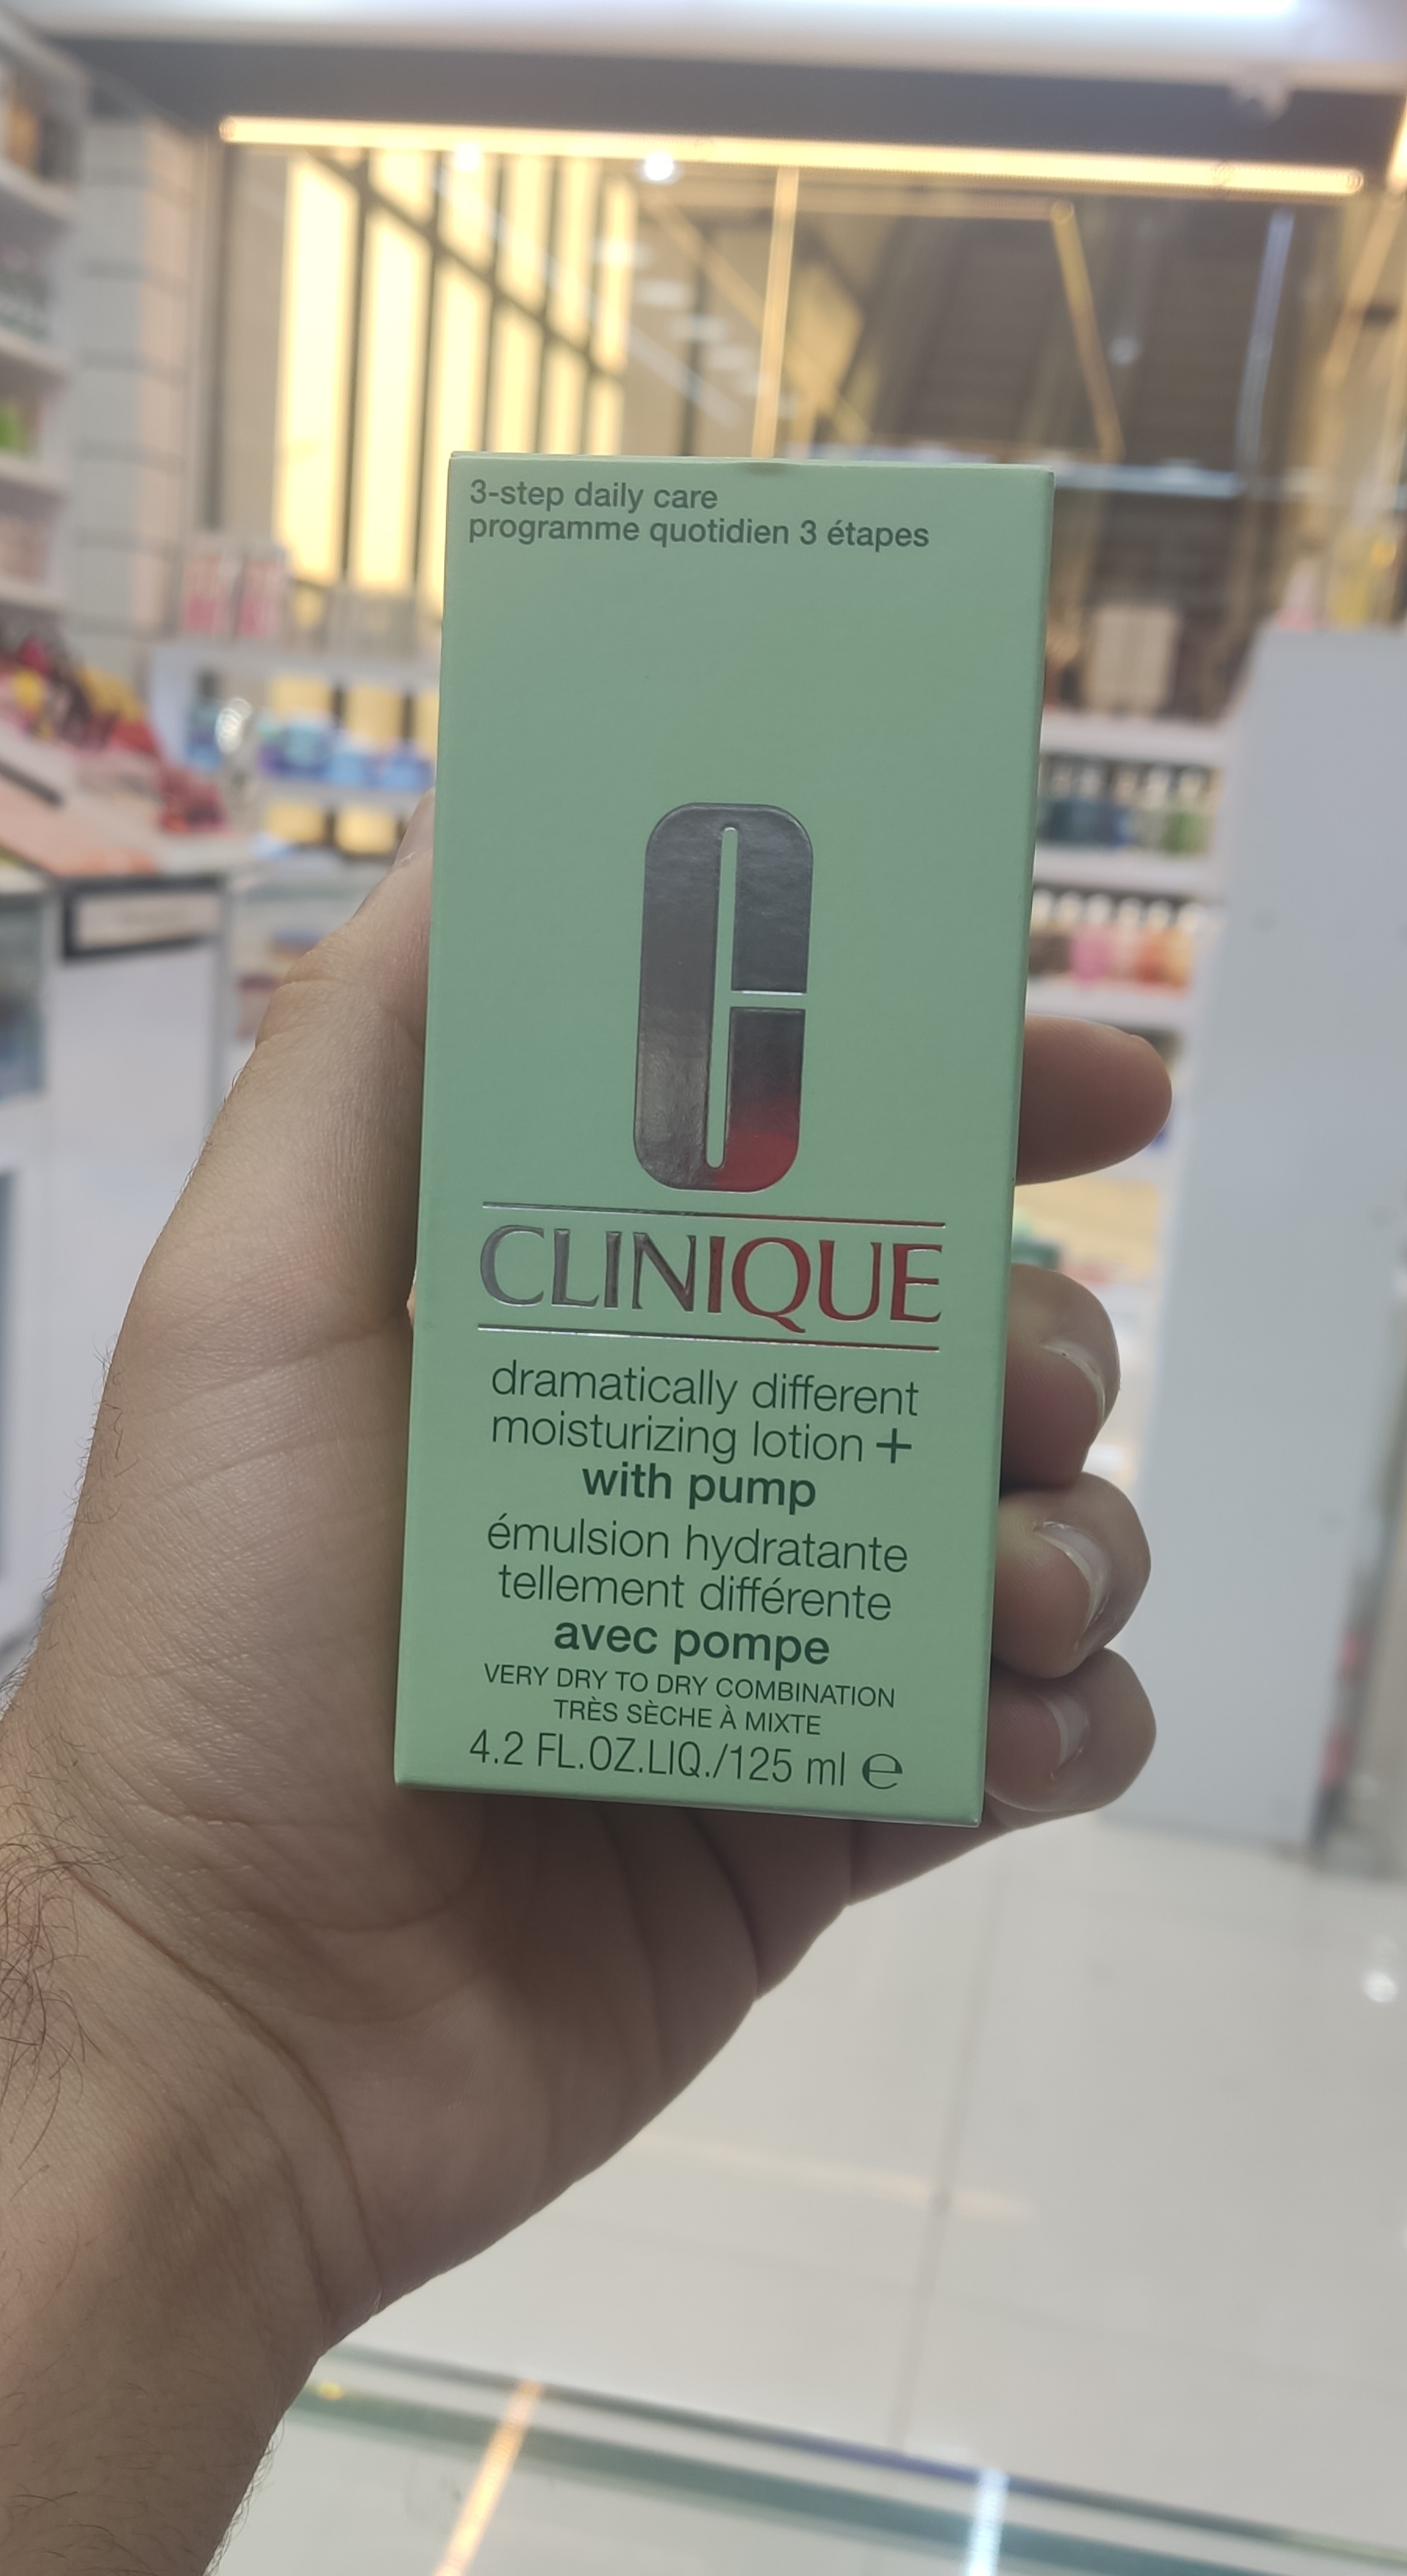 3-step daily care
programme quotidien 3 étapes
C
CLINIQUE
dramatically different
moisturizing lotion +
with pump
émulsion hydratante
tellement différente
avec pompe
VERY DRY TO DRY COMBINATION
TRÈS SÈCHE À MIXTE
4.2 FL.OZ.LIQ./125 ml ℮